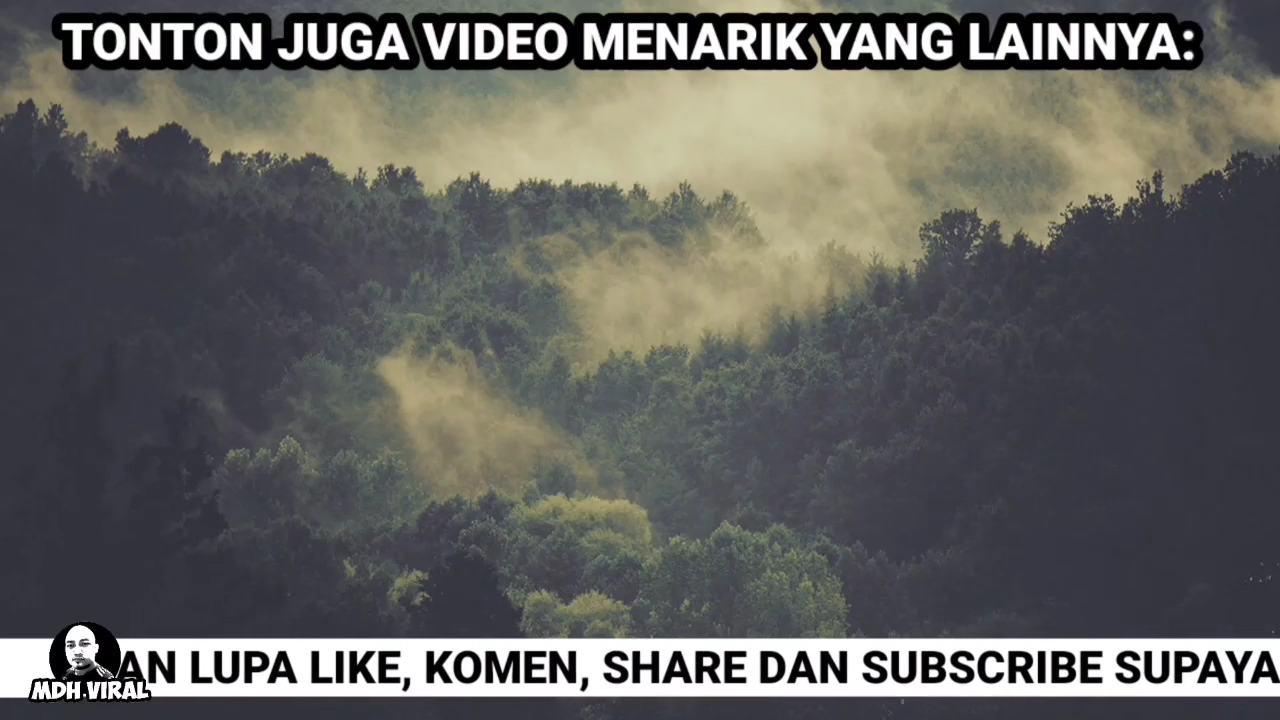 TONTON JUGA VIDEO MENARIK YANG LAINNYA:
AN LUPA LIKE, KOMEN, SHARE DAN SUBSCRIBE SUPAYA
MDH VIRAL